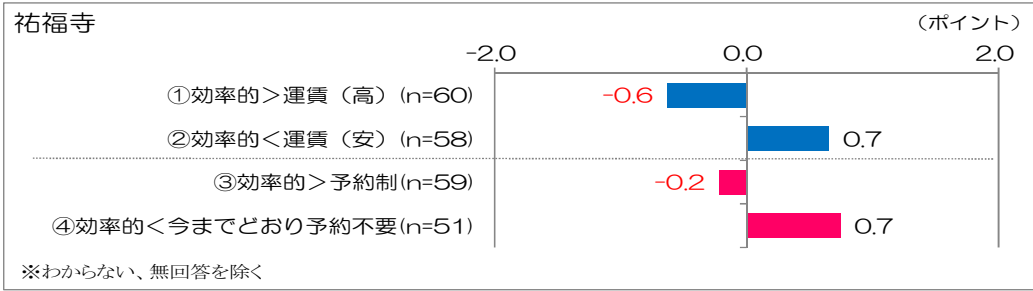 祐福寺
(ポイント)
-2.0 0.0 2.0
①効率的>運賃(高)(n=60) -0.6
②効率的<運賃(安)(n=58) 0.7
③効率的>予約制(n=59) -0.2
④効率的<今までどおり予約不要(n=51) 0.7
※わからない、無回答を除く